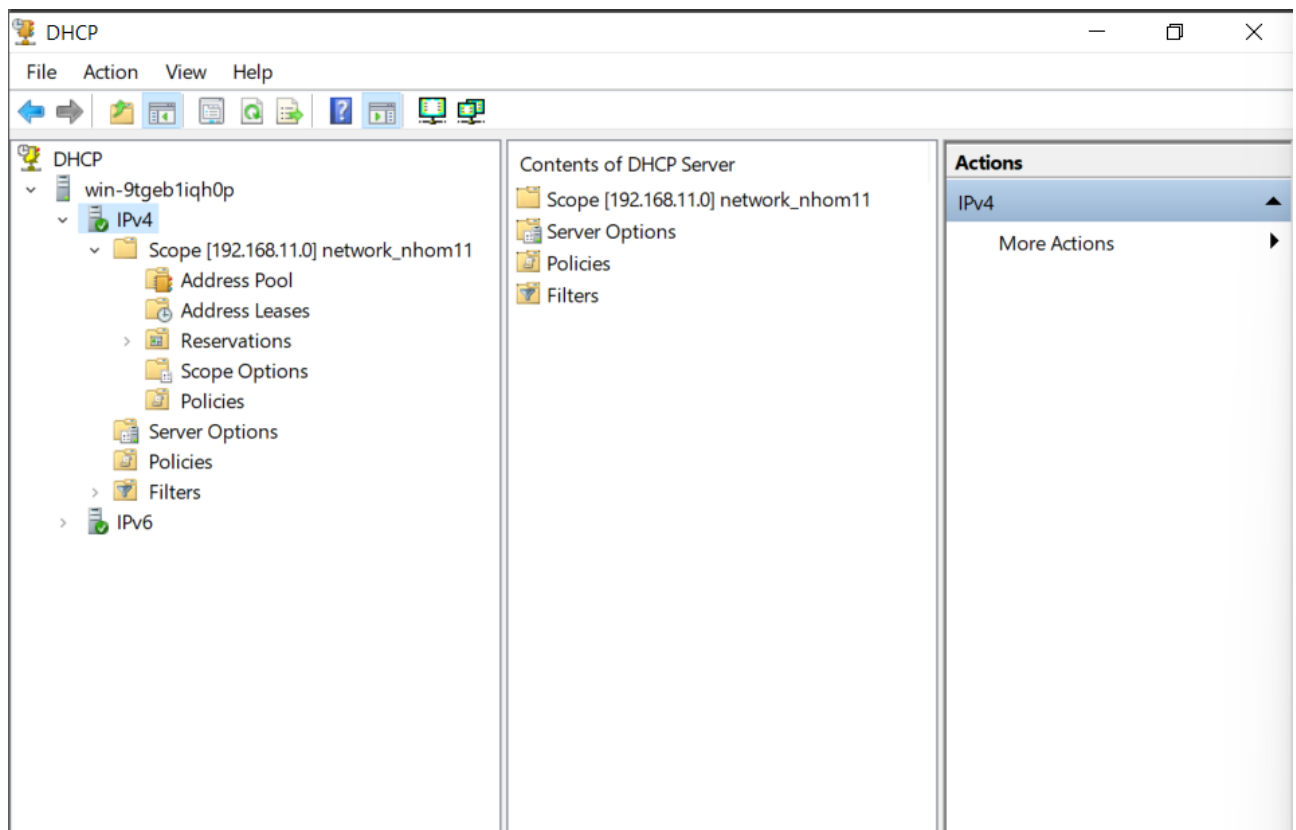 DHCP
File Action View Help
DHCP
win-9tgeb1iqh0p
IPv4
Scope [192.168.11.0] network_nhom11
Address Pool
Address Leases
Reservations
Scope Options
Policies
Server Options
Policies
Filters
IPv6
Contents of DHCP Server
Scope [192.168.11.0] network_nhom11
Server Options
Policies
Filters
Actions
IPv4
More Actions